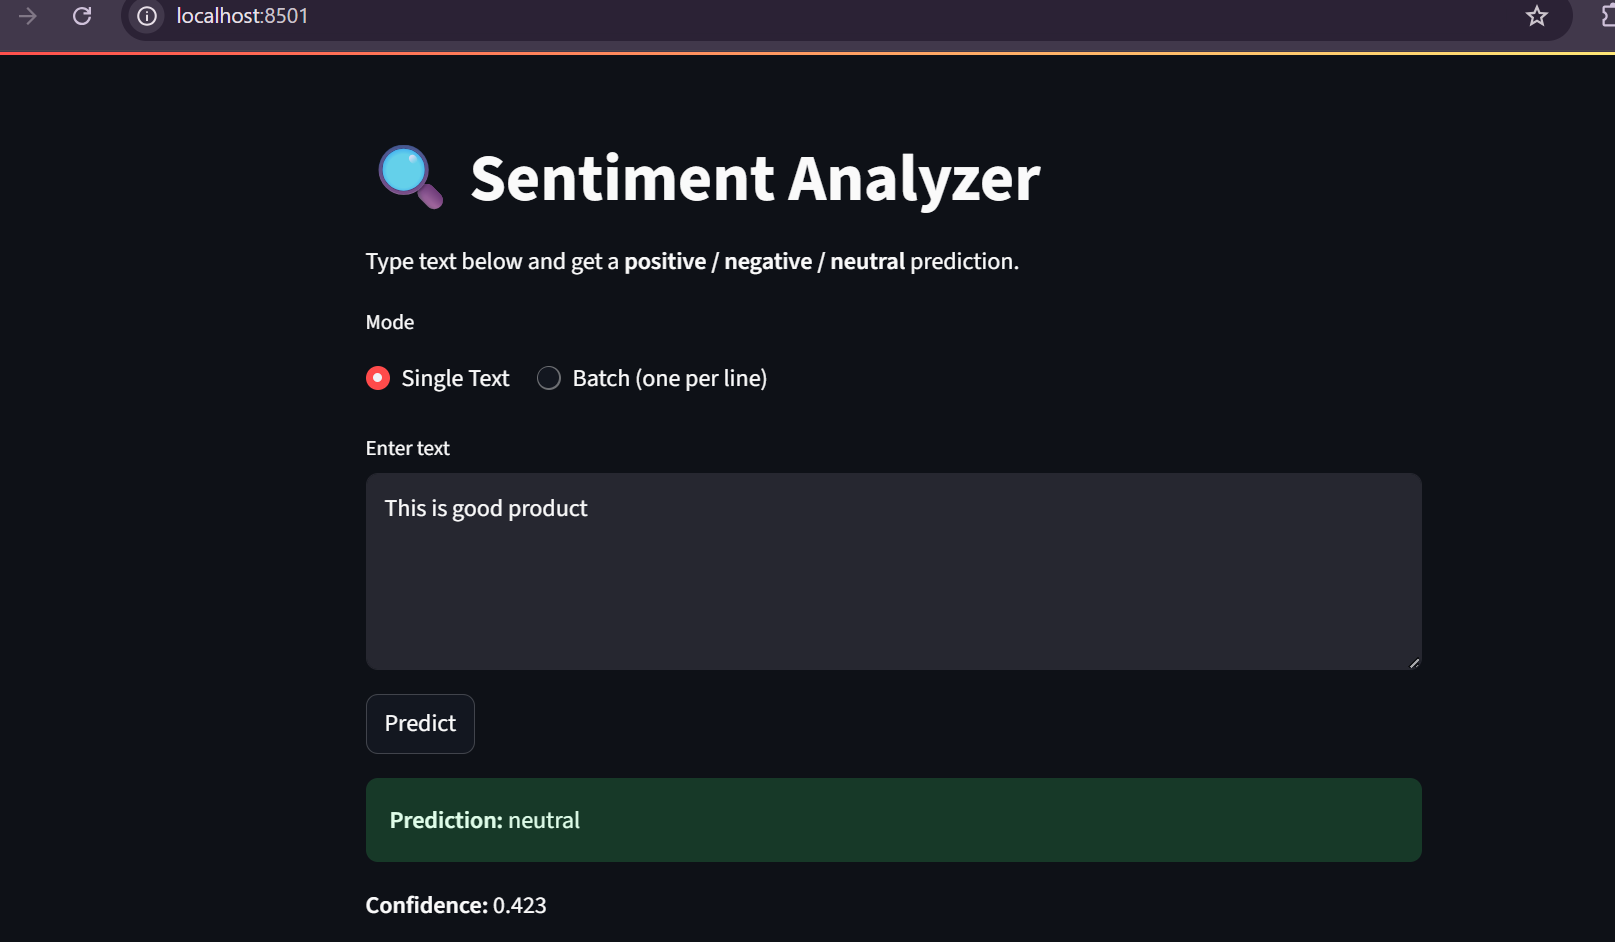 localhost:8501
Sentiment Analyzer
Type text below and get a positive / negative / neutral prediction.
Mode
Single Text Batch (one per line)
Enter text
This is good product
Predict
Prediction: neutral
Confidence: 0.423